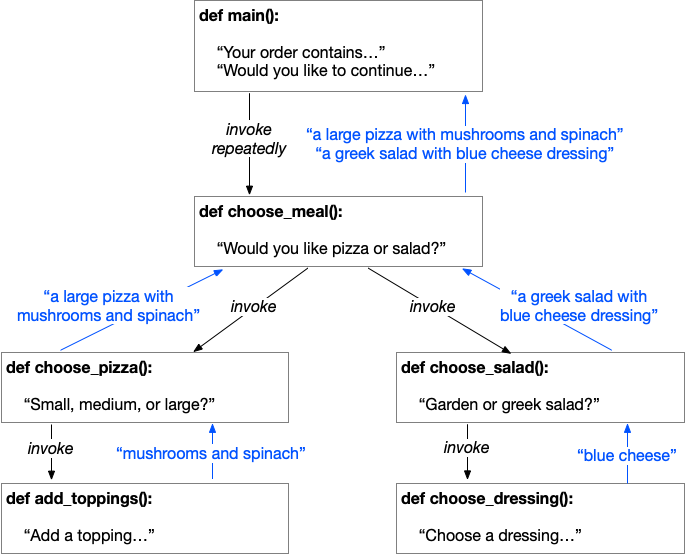 def main():
“Your order contains…”
“Would you like to continue…”
invoke
repeatedly
“a large pizza with mushrooms and spinach”
“a greek salad with blue cheese dressing”
def choose_meal():
“Would you like pizza or salad?”
“a large pizza with
mushrooms and spinach”
invoke
invoke
“a greek salad with
blue cheese dressing”
def choose_pizza():
“Small, medium, or large?”
def choose_salad():
“Garden or greek salad?”
invoke
“mushrooms and spinach”
invoke
“blue cheese”
def add_toppings():
“Add a topping…”
def choose_dressing():
“Choose a dressing…”